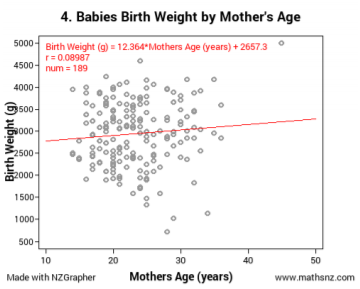 4. Babies Birth Weight by Mother's Age
Birth Weight (g) = 12.364*Mothers Age (years) + 2657.3
r = 0.08987
num = 189
Birth Weight (g)
5000
4500
4000
3500
3000
2500
2000
1500
1000
500
10
20
30
40
50
Made with NZGrapher
Mothers Age (years)
www.mathsnz.com